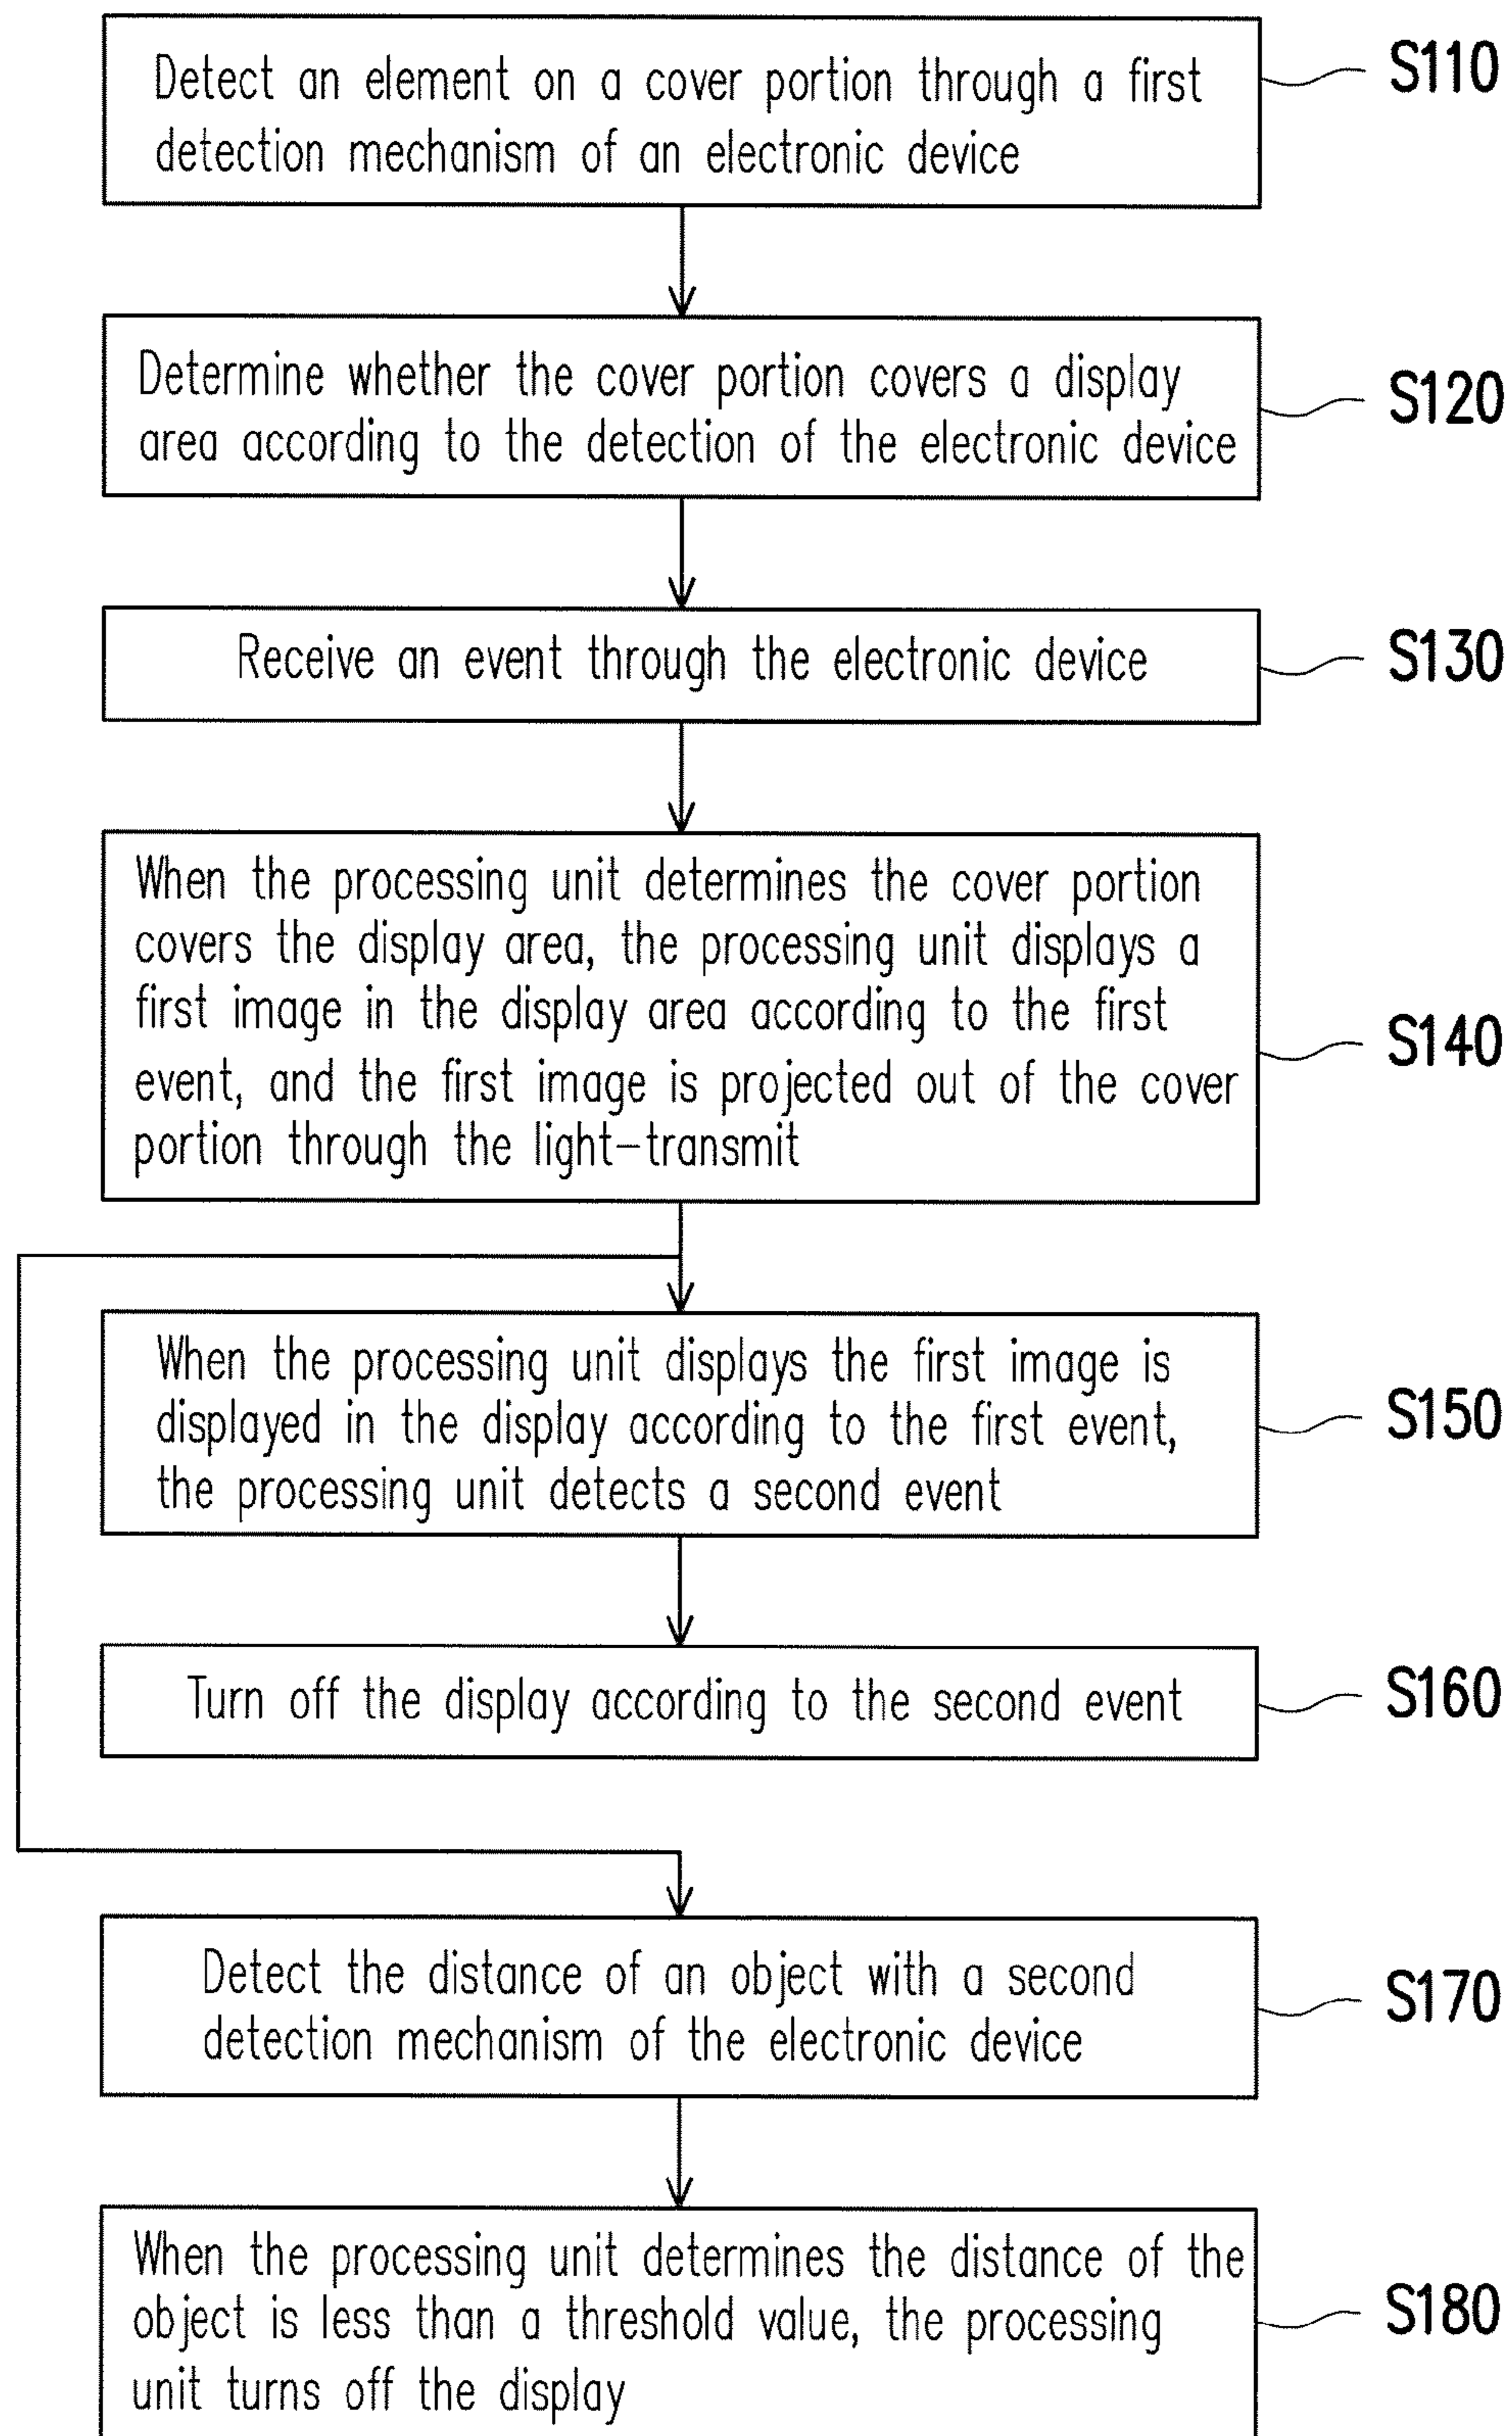 Detect an element on a cover portion through a first
detection mechanism of an electronic device
S110
Determine whether the cover portion covers a display
area according to the detection of the electronic device
S120
Receive an event through the electronic device
S130
When the processing unit determines the cover portion
covers the display area, the processing unit displays a
first image in the display area according to the first
event, and the first image is projected out of the cover
portion through the light-transmit
S140
When the processing unit displays the first image is
displayed in the display according to the first event,
the processing unit detects a second event
S150
Turn off the display according to the second event
S160
Detect the distance of an object with a second
detection mechanism of the electronic device
S170
When the processing unit determines the distance of the
object is less than a threshold value, the processing
unit turns off the display
S180